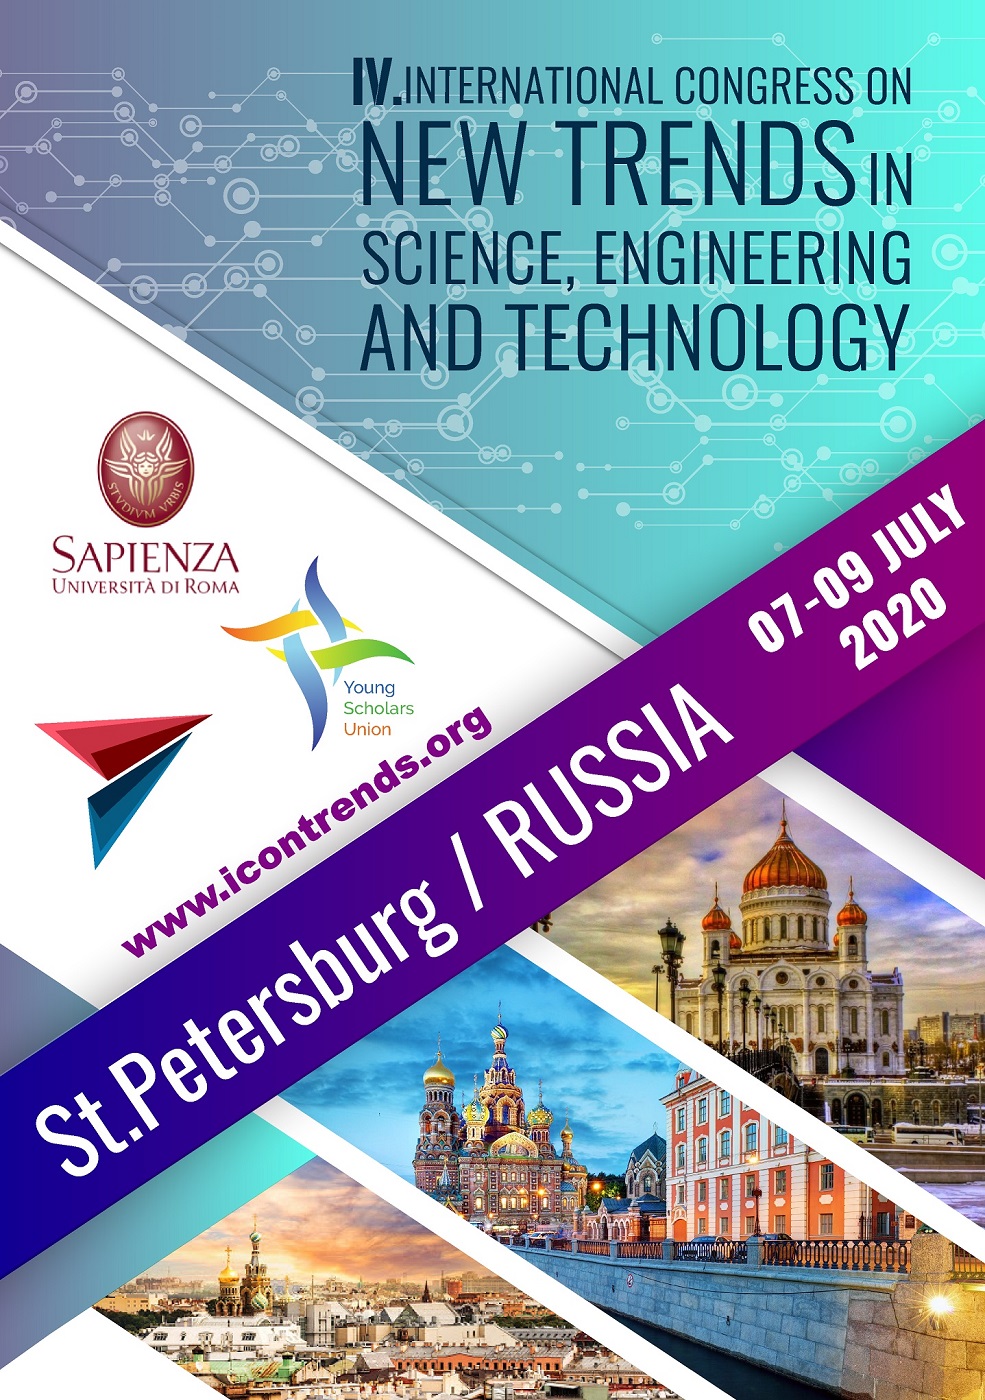 IV.INTERNATIONAL CONGRESS ON
NEW TRENDS IN
SCIENCE, ENGINEERING
AND TECHNOLOGY
07-09 JULY
2020
STVDIVM VRBIS
SAPIENZA
UNIVERSITÀ DI ROMA
Young
Scholars
Union
www.icontrends.org
St.Petersburg / RUSSIA